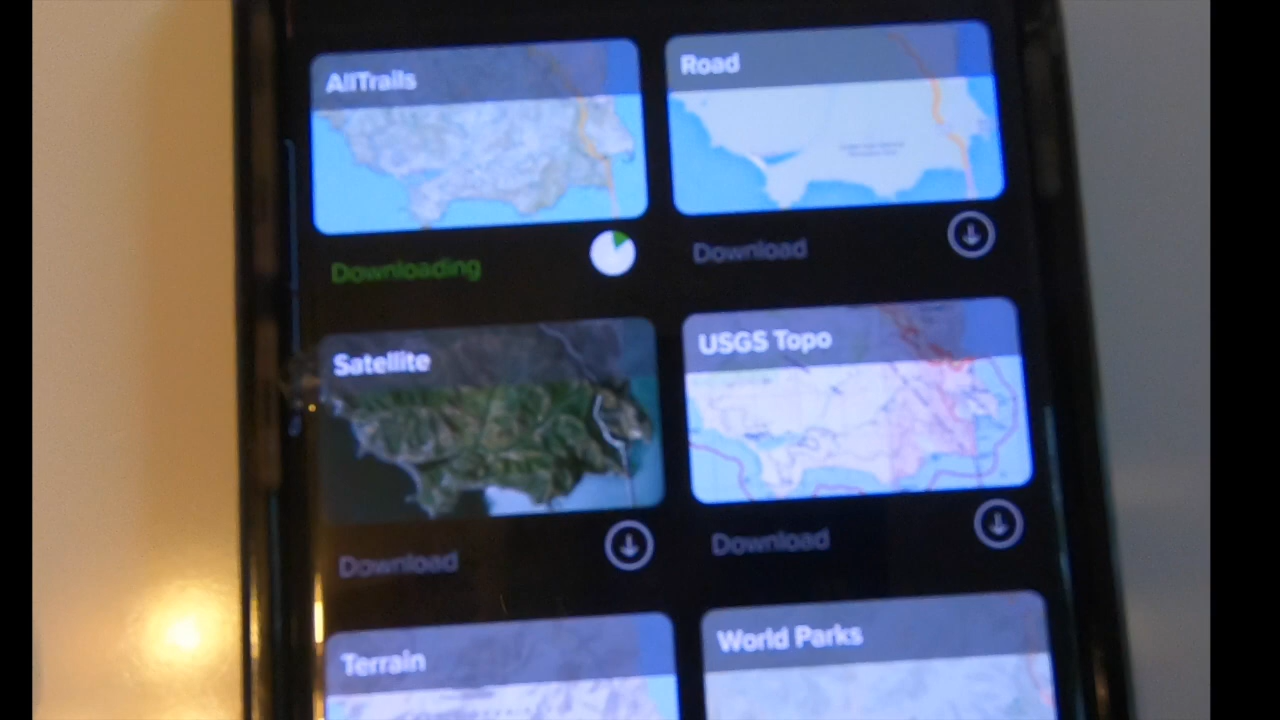 AllTrails
Road
Downloading
Download
Satellite
USGS Topo
Download
Download
Terrain
World Parks